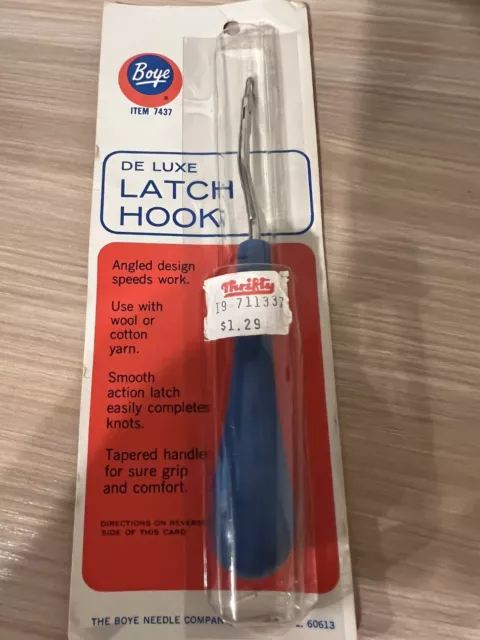 Boye
®
ITEM 7437
DE LUXE
LATCH
HOOK
Angled design
speeds work.
Thrifty
19 711337
$1.29
Use with
wool or
cotton
yarn.
Smooth
action latch
easily completes
knots.
Tapered handle
for sure grip
and comfort.
DIRECTIONS ON REVERSE
SIDE OF THIS CARD
THE BOYE NEEDLE COMPANY 60613